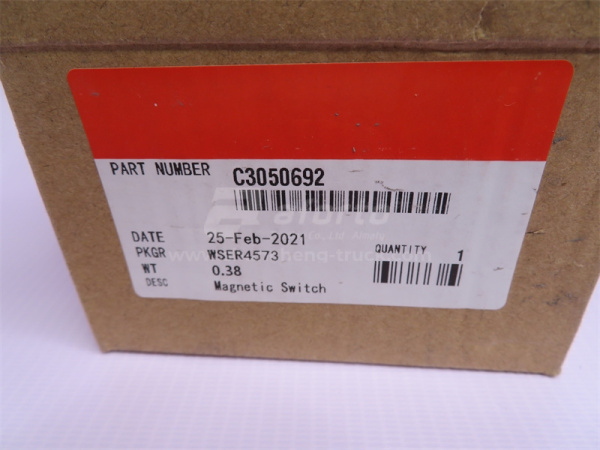 PART NUMBER C3050692
DATE 25-Feb-2021
PKGR WSER4573
QUANTITY 1
WT 0.38
DESC Magnetic Switch